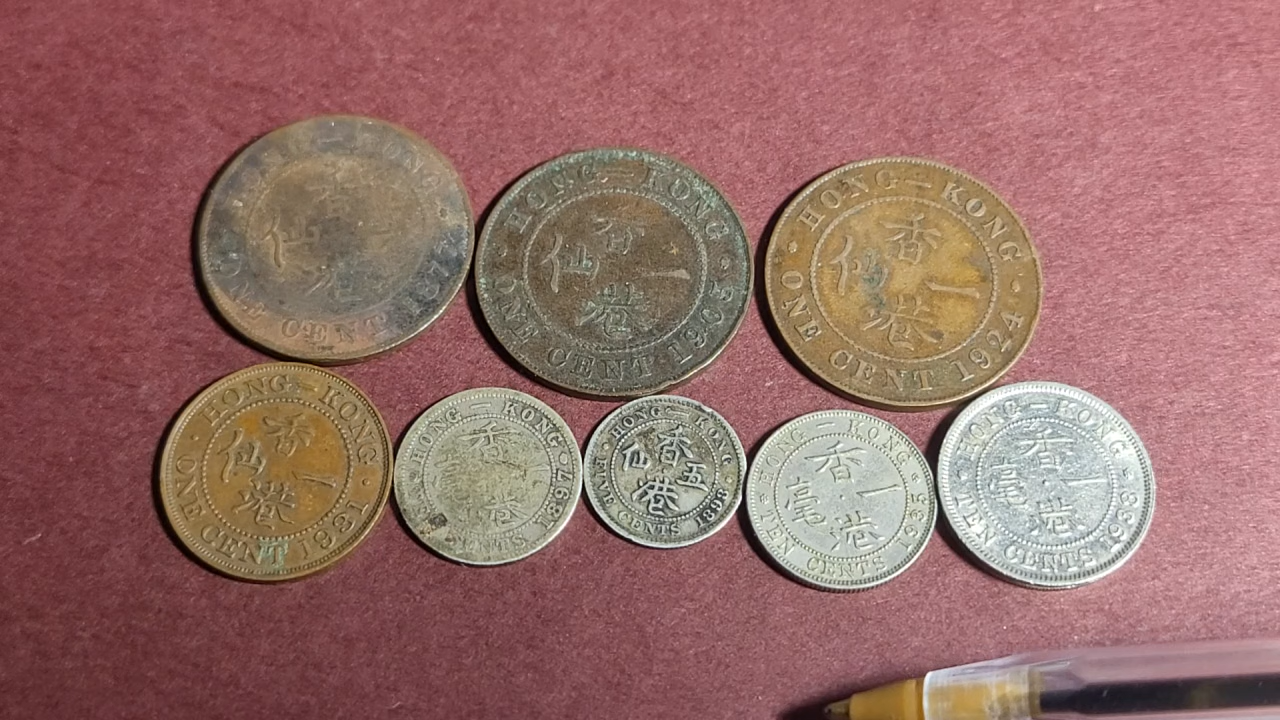 HONG-KONG
香港一仙
ONE CENT 187
HONG-KONG
香港一仙
ONE CENT 1905
HONG-KONG
香港一仙
ONE CENT 1924
HONG-KONG
香港一仙
ONE CENT 1931
HONG-KONG
香港
CENTS 1897
HONG-KONG
香港五仙
FIVE CENTS 1898
HONG-KONG
香港一毫
TEN CENTS 1935
HONG-KONG
香港一毫
TEN CENTS 1938